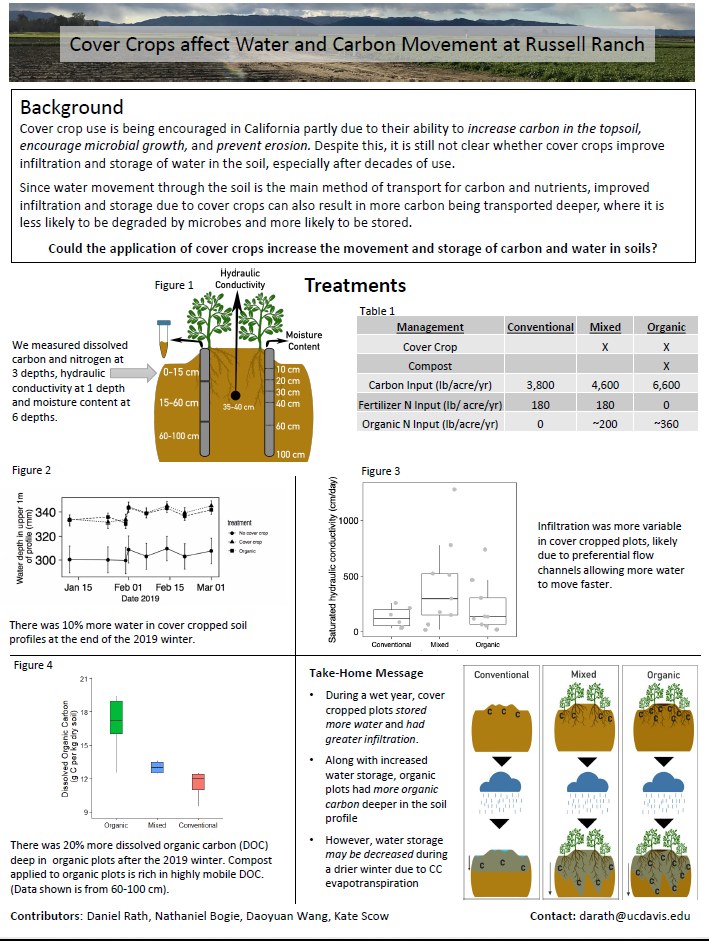 Cover Crops affect Water and Carbon Movement at Russell Ranch
Background
Cover crop use is being encouraged in California partly due to their ability to increase carbon in the topsoil,
encourage microbial growth, and prevent erosion. Despite this, it is still not clear whether cover crops improve
infiltration and storage of water in the soil, especially after decades of use.
Since water movement through the soil is the main method of transport for carbon and nutrients, improved
infiltration and storage due to cover crops can also result in more carbon being transported deeper, where it is
less likely to be degraded by microbes and more likely to be stored.
Could the application of cover crops increase the movement and storage of carbon and water in soils?
Figure 1
Hydraulic
Conductivity
Moisture
Content
We measured dissolved
carbon and nitrogen at
3 depths, hydraulic
conductivity at 1 depth
and moisture content at
6 depths.
0-15 cm
15-60 cm
60-100 cm
35-40 cm
10 cm
20 cm
30 cm
40 cm
60 cm
100 cm
Treatments
Table 1
Management Conventional Mixed Organic
Cover Crop X X
Compost X
Carbon Input (lb/acre/yr) 3,800 4,600 6,600
Fertilizer N Input (lb/ acre/yr) 180 180 0
Organic N Input (lb/acre/yr) 0 ~200 ~360
Figure 2
Water depth in upper 1m
of profile (mm)
340
320
300
Jan 15 Feb 01 Feb 15 Mar 01
Date 2019
treatment
No cover crop
Cover crop
Organic
There was 10% more water in cover cropped soil
profiles at the end of the 2019 winter.
Figure 3
Saturated hydraulic conductivity (cm/day)
1000
500
0
Conventional Mixed Organic
Infiltration was more variable
in cover cropped plots, likely
due to preferential flow
channels allowing more water
to move faster.
Figure 4
Dissolved Organic Carbon
(g C per kg dry soil)
21
18
15
12
9
Organic Mixed Conventional
There was 20% more dissolved organic carbon (DOC)
deep in organic plots after the 2019 winter. Compost
applied to organic plots is rich in highly mobile DOC.
(Data shown is from 60-100 cm).
Take-Home Message
• During a wet year, cover
cropped plots stored
more water and had
greater infiltration.
• Along with increased
water storage, organic
plots had more organic
carbon deeper in the soil
profile
• However, water storage
may be decreased during
a drier winter due to CC
evapotranspiration
Conventional Mixed Organic
C C C
C C C C C
C C C C C
C C C
C C C C C
C C C C C
Contributors: Daniel Rath, Nathaniel Bogie, Daoyuan Wang, Kate Scow
Contact: darath@ucdavis.edu